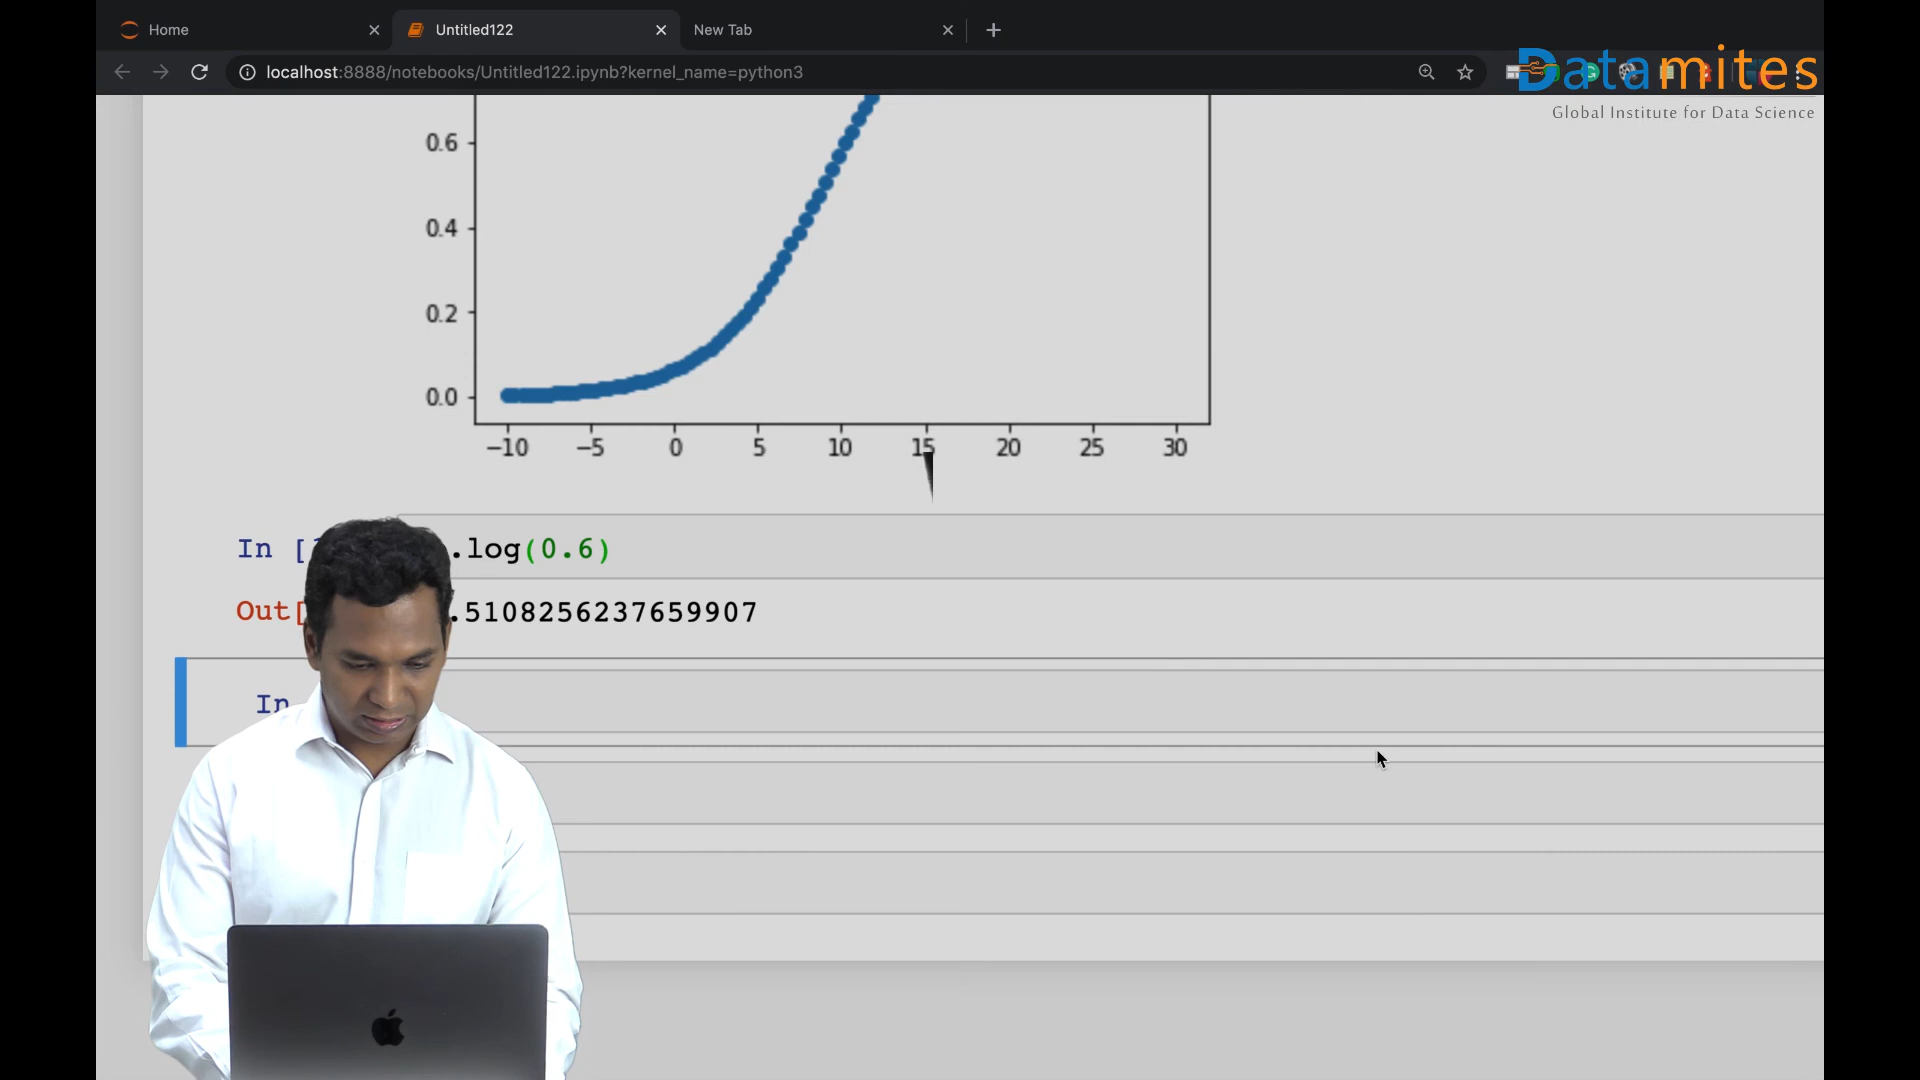 Home
Untitled122
New Tab
localhost:8888/notebooks/Untitled122.ipynb?kernel_name=python3
Datamites
Global Institute for Data Science
0.6
0.4
0.2
0.0
−10 −5 0 5 10 15 20 25 30
In [ .log(0.6)
Out[ .5108256237659907
In